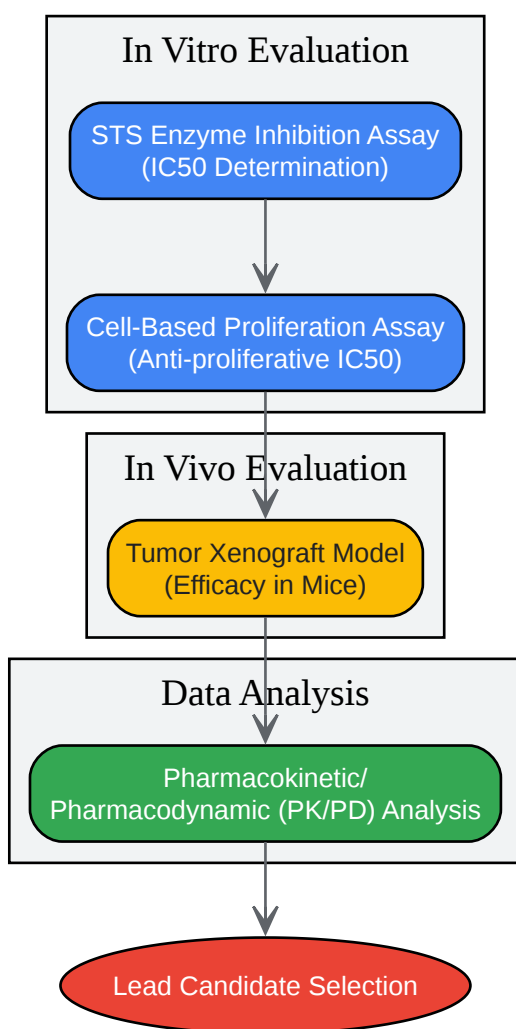 In Vitro Evaluation
STS Enzyme Inhibition Assay
(IC50 Determination)
Cell-Based Proliferation Assay
(Anti-proliferative IC50)
In Vivo Evaluation
Tumor Xenograft Model
(Efficacy in Mice)
Data Analysis
Pharmacokinetic/
Pharmacodynamic (PK/PD) Analysis
Lead Candidate Selection